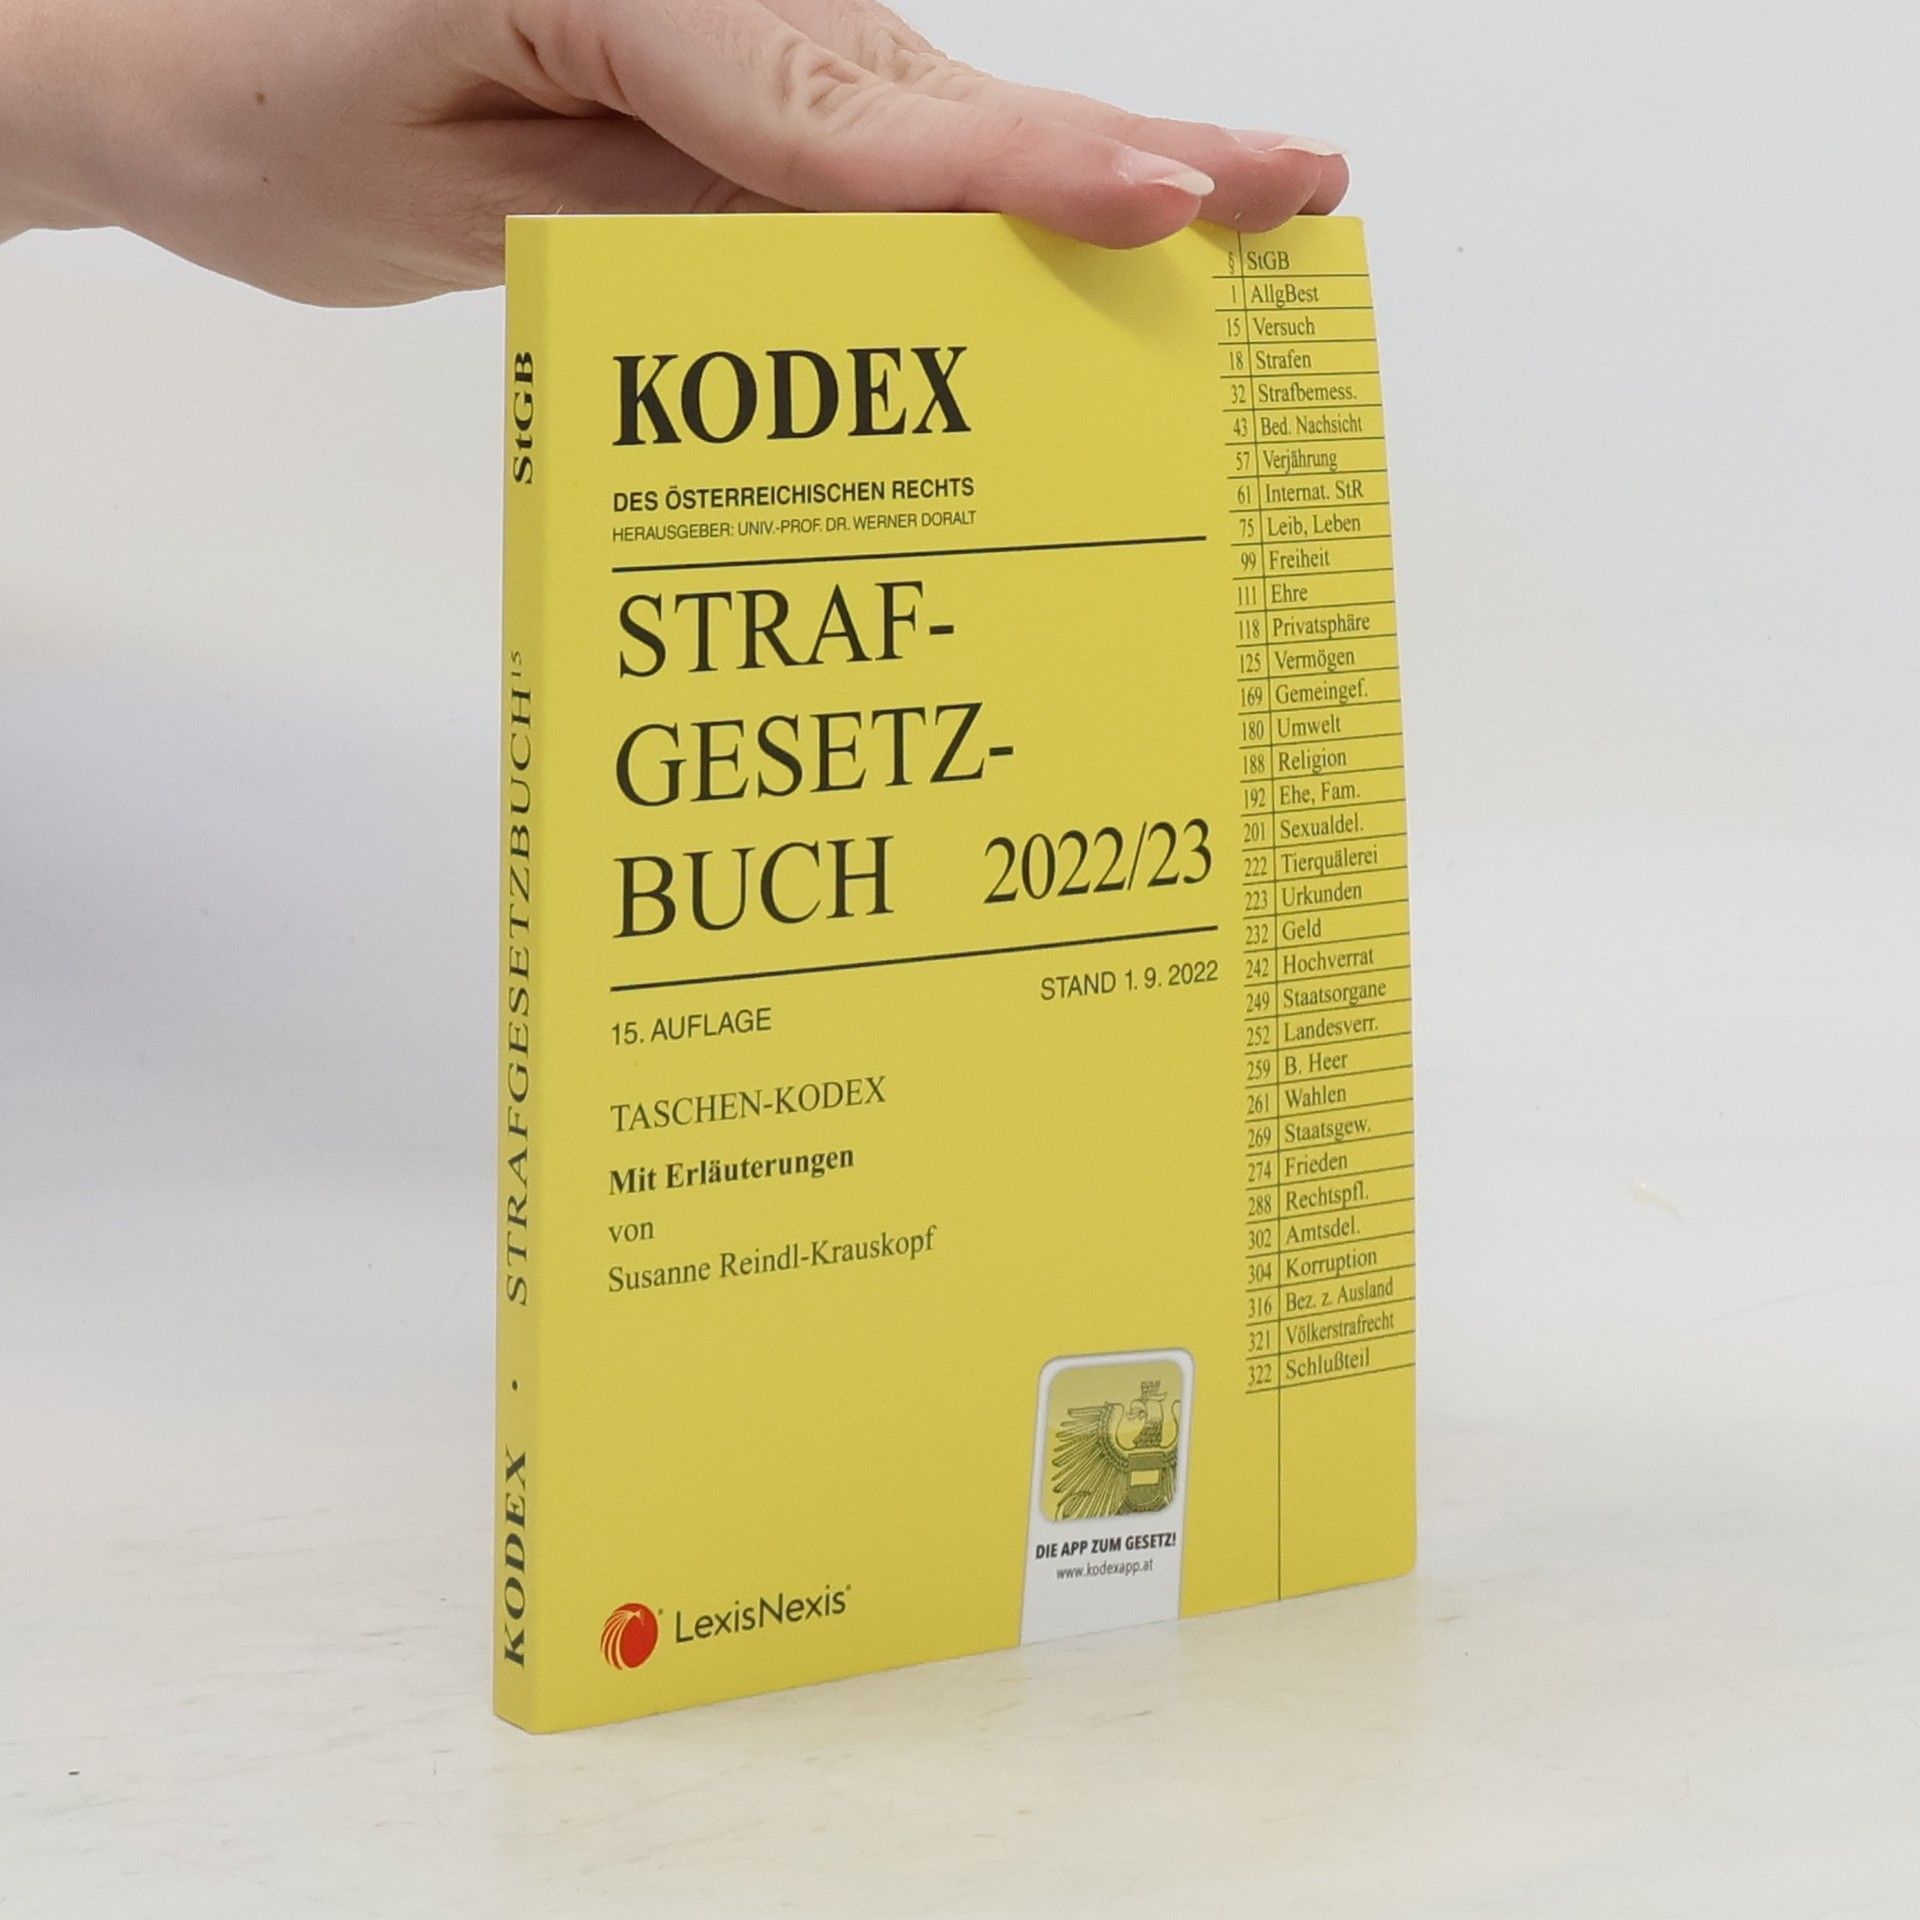 KODEX • STRAFGESETZBUCH¹⁵ StGB
KODEX
DES ÖSTERREICHISCHEN RECHTS
HERAUSGEBER: UNIV.-PROF. DR. WERNER DORALT
STRAF-
GESETZ-
BUCH 2022/23
STAND 1. 9. 2022
15. AUFLAGE
TASCHEN-KODEX
Mit Erläuterungen
von
Susanne Reindl-Krauskopf
§ StGB
1 AllgBest
15 Versuch
18 Strafen
32 Strafbemess.
43 Bed. Nachsicht
57 Verjährung
61 Internat. StR
75 Leib, Leben
99 Freiheit
111 Ehre
118 Privatsphäre
125 Vermögen
169 Gemeingef.
180 Umwelt
188 Religion
192 Ehe, Fam.
201 Sexualdel.
222 Tierquälerei
223 Urkunden
232 Geld
242 Hochverrat
249 Staatsorgane
252 Landesverr.
259 B. Heer
261 Wahlen
269 Staatsgew.
274 Frieden
288 Rechtspfl.
302 Amtsdel.
304 Korruption
316 Bez. z. Ausland
321 Völkerstrafrecht
322 Schlußteil
DIE APP ZUM GESETZ!
www.kodexapp.at
LexisNexis®